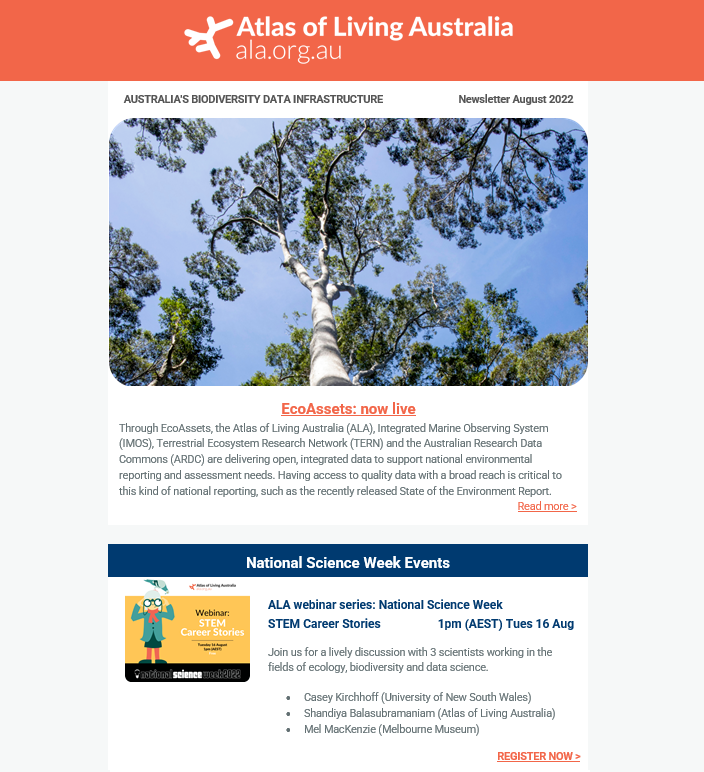 Atlas of Living Australia
ala.org.au
AUSTRALIA'S BIODIVERSITY DATA INFRASTRUCTURE Newsletter August 2022
EcoAssets: now live
Through EcoAssets, the Atlas of Living Australia (ALA), Integrated Marine Observing System
(IMOS), Terrestrial Ecosystem Research Network (TERN) and the Australian Research Data
Commons (ARDC) are delivering open, integrated data to support national environmental
reporting and assessment needs. Having access to quality data with a broad reach is critical to
this kind of national reporting, such as the recently released State of the Environment Report.
Read more >
National Science Week Events
Atlas of Living Australia
Webinar:
STEM
Career Stories
Tuesday 16 August
1pm (AEST)
national science week 2022
ALA webinar series: National Science Week
STEM Career Stories 1pm (AEST) Tues 16 Aug
Join us for a lively discussion with 3 scientists working in the
fields of ecology, biodiversity and data science.
• Casey Kirchhoff (University of New South Wales)
• Shandiya Balasubramaniam (Atlas of Living Australia)
• Mel MacKenzie (Melbourne Museum)
REGISTER NOW >